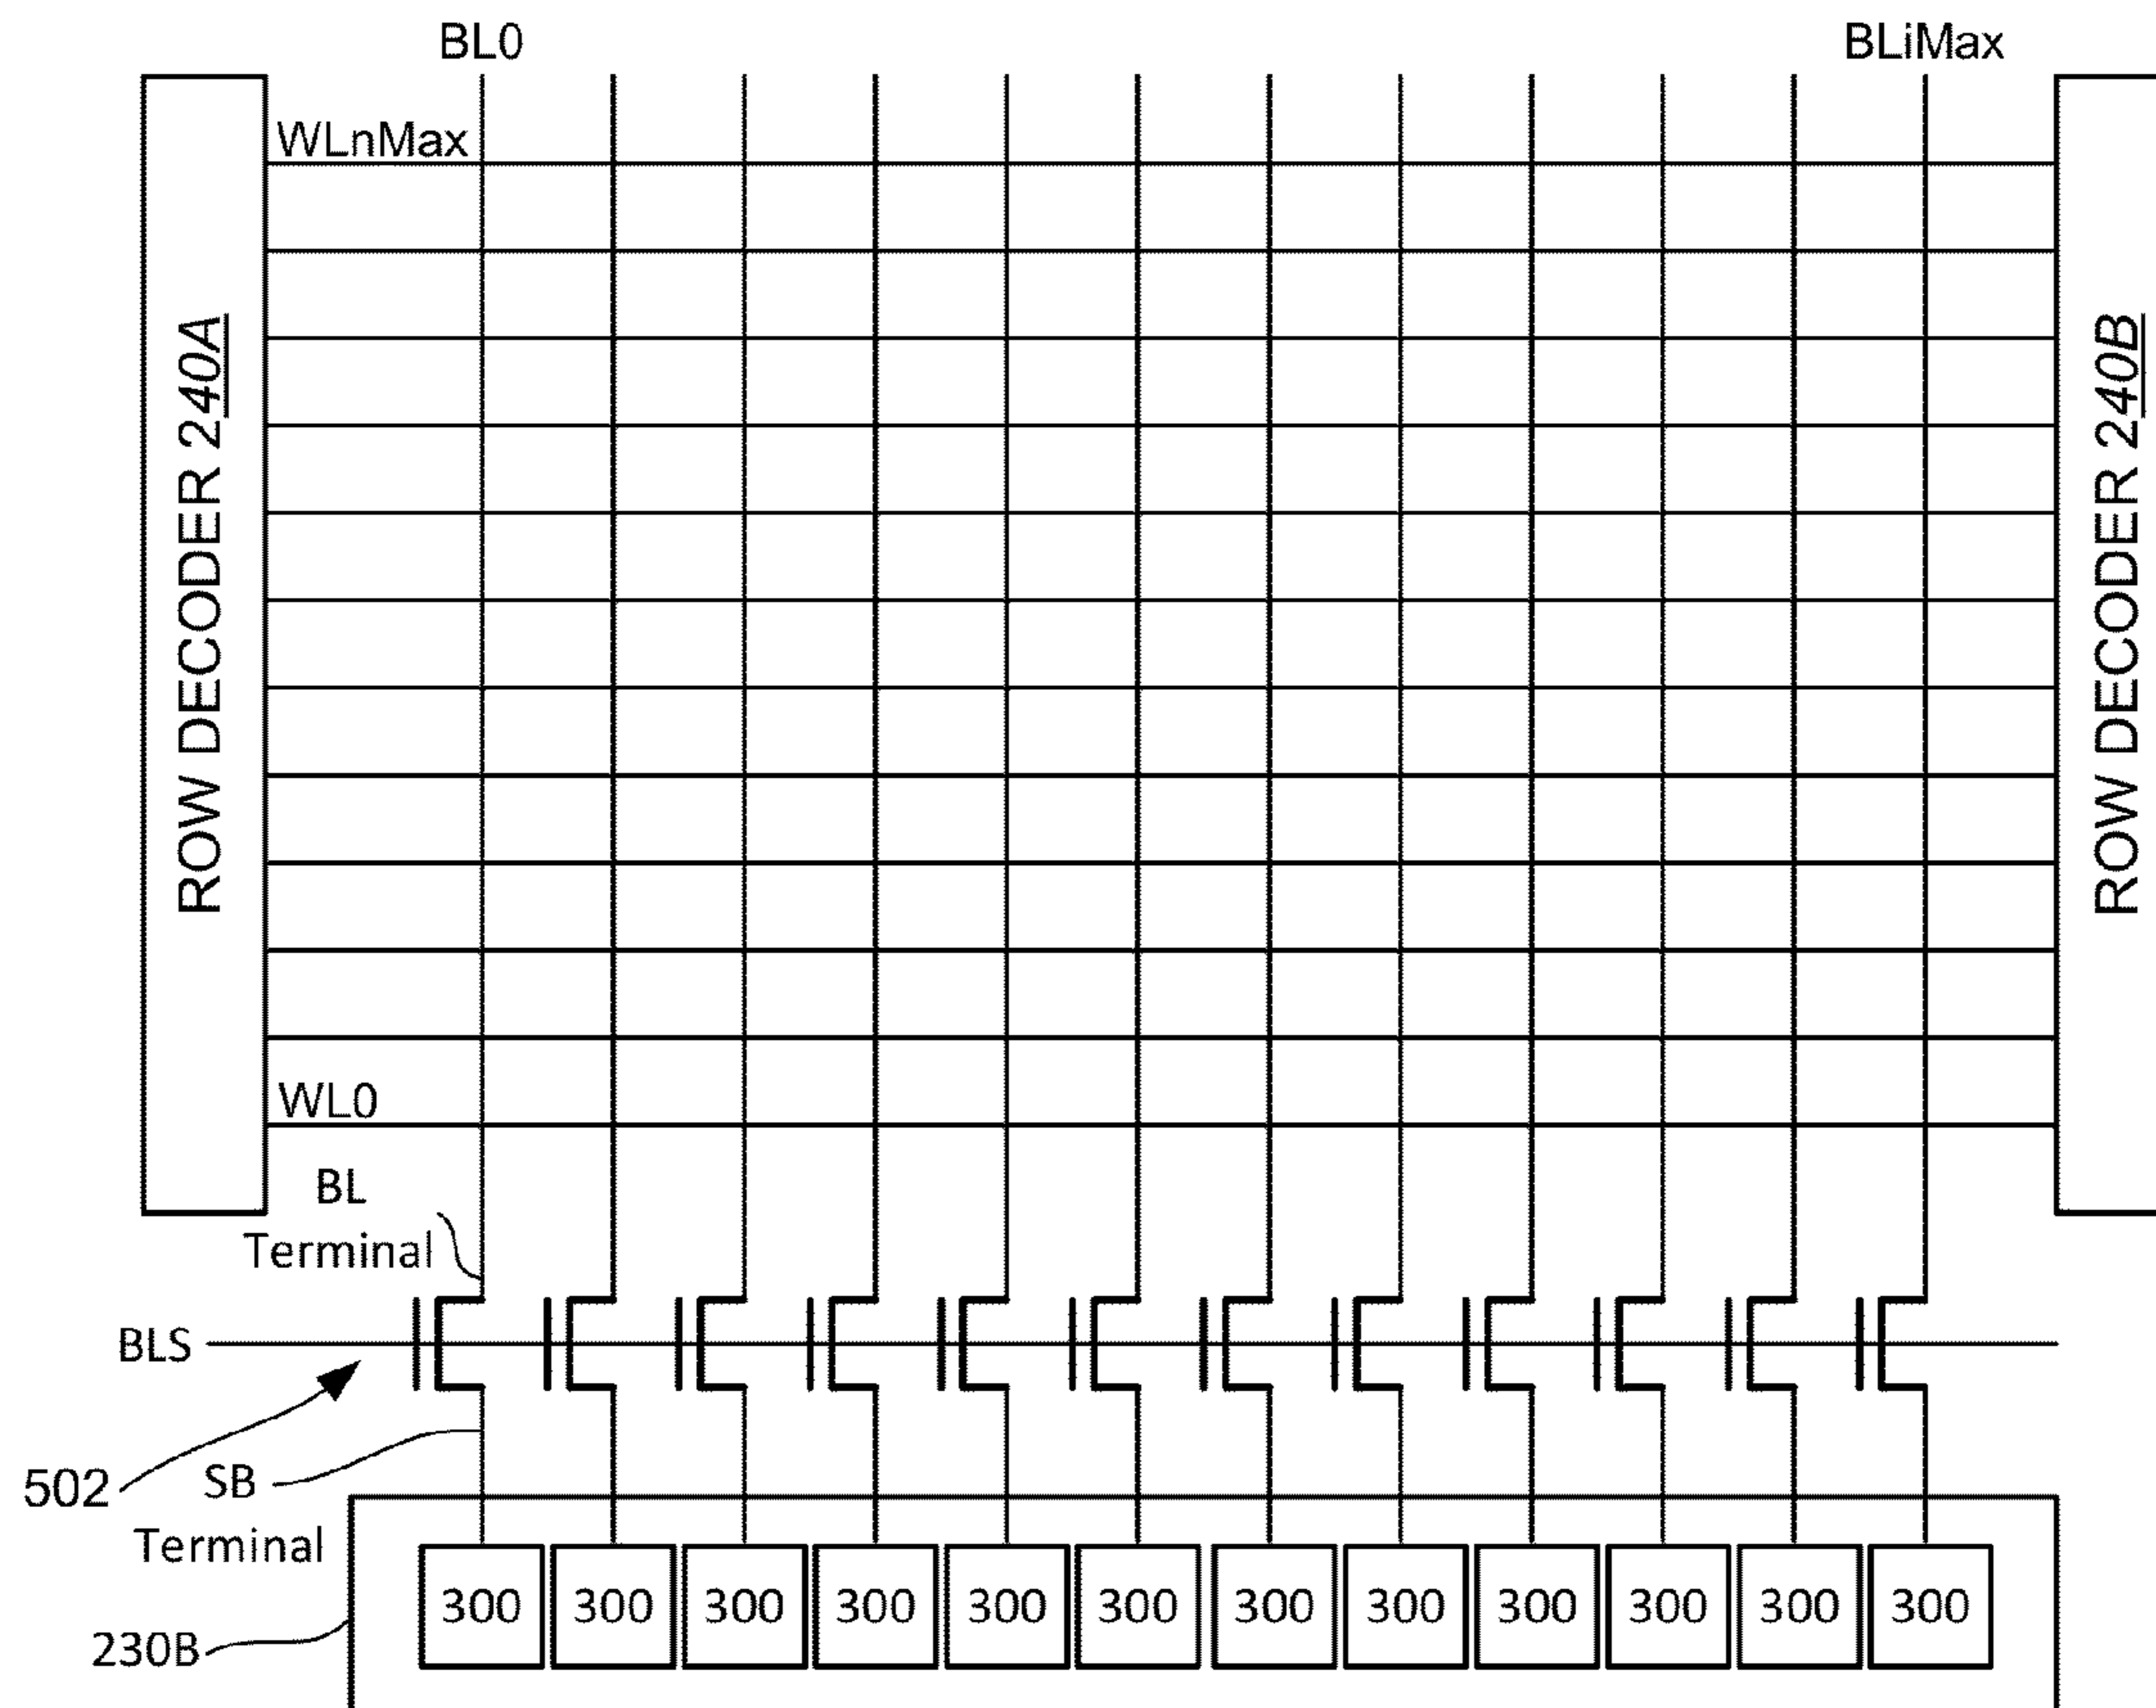 BL0
BLiMax
WLnMax
ROW DECODER 240A
ROW DECODER 240B
WL0
BL
Terminal
BLS
502
SB
Terminal
300 300 300 300 300 300 300 300 300 300 300 300
230B